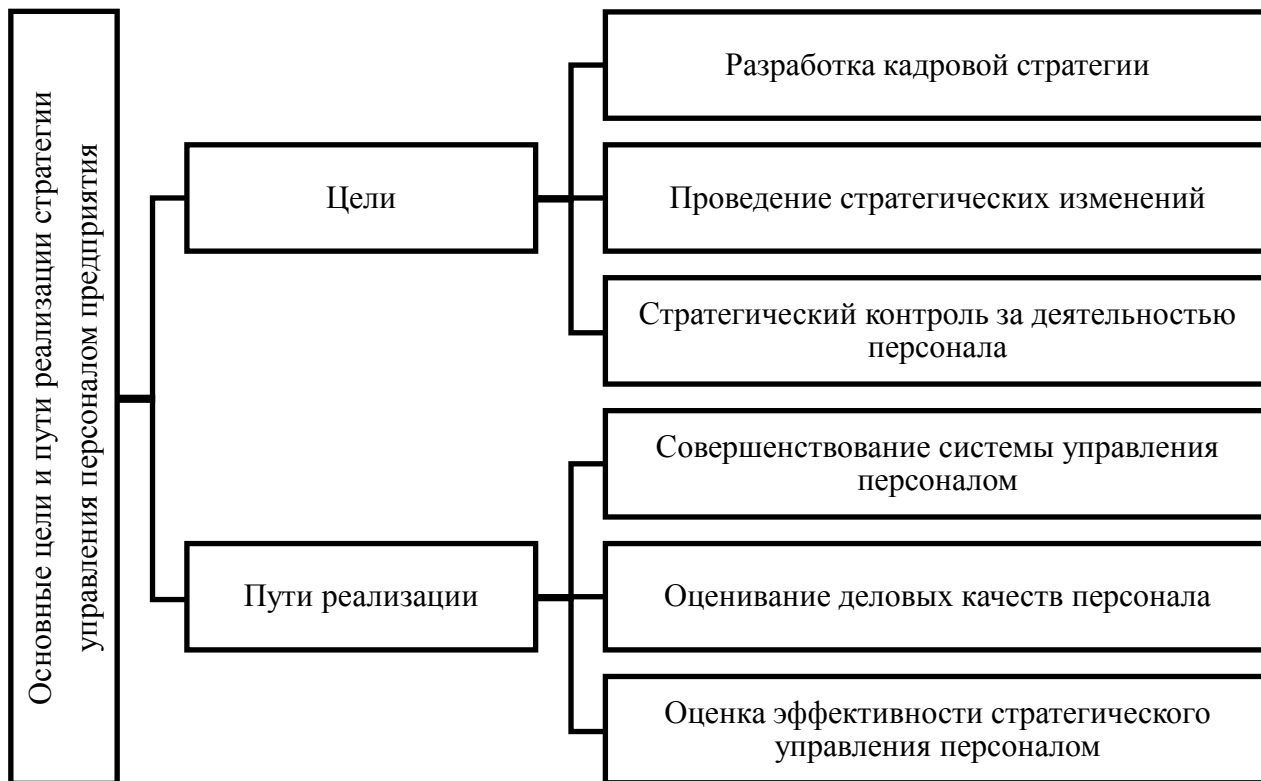 Основные цели и пути реализации стратегии
управления персоналом предприятия
Цели
Разработка кадровой стратегии
Проведение стратегических изменений
Стратегический контроль за деятельностью
персонала
Пути реализации
Совершенствование системы управления
персоналом
Оценивание деловых качеств персонала
Оценка эффективности стратегического
управления персоналом